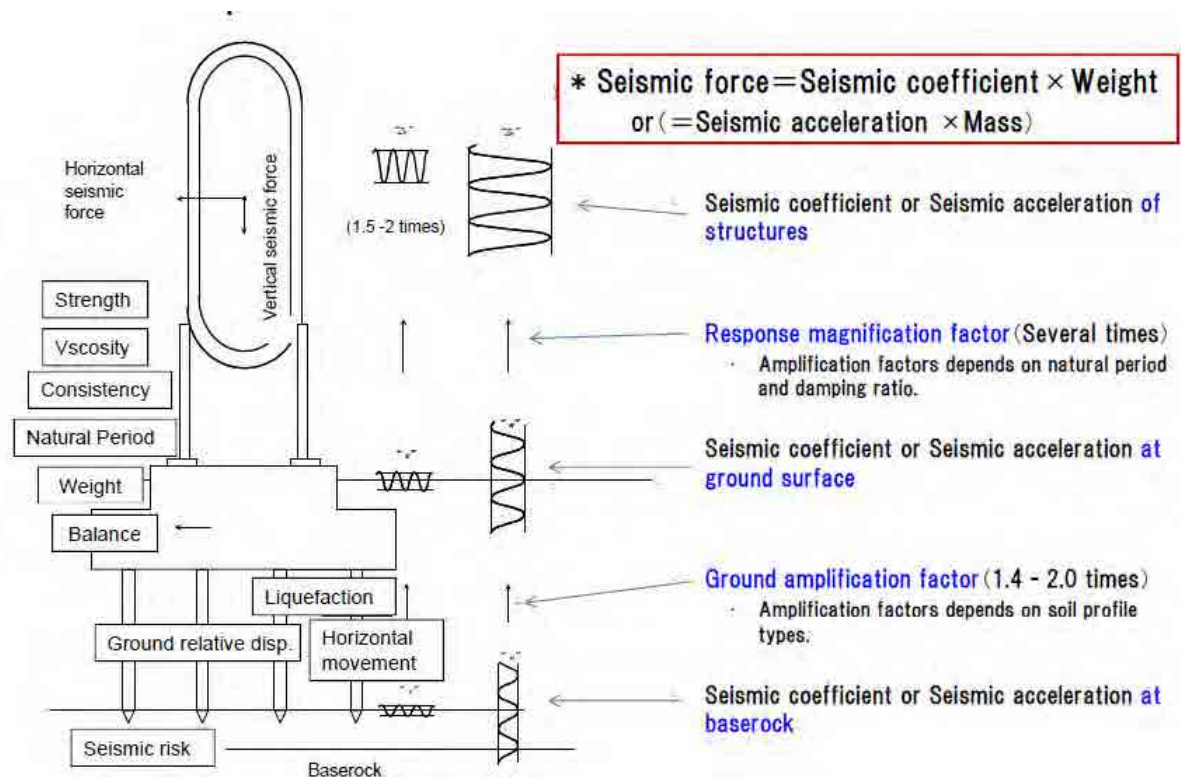 * Seismic force=Seismic coefficient × Weight
or (=Seismic acceleration ×Mass)
Horizontal
seismic
force
Vertical seismic force
(1.5 -2 times)
Seismic coefficient or Seismic acceleration of
structures
Strength
Vscosity
Consistency
Natural Period
Weight
Balance
Response magnification factor (Several times)
· Amplification factors depends on natural period
and damping ratio.
Seismic coefficient or Seismic acceleration at
ground surface
Liquefaction
Ground relative disp.
Horizontal
movement
Ground amplification factor (1.4 - 2.0 times)
· Amplification factors depends on soil profile
types.
Seismic coefficient or Seismic acceleration at
baserock
Seismic risk
Baserock